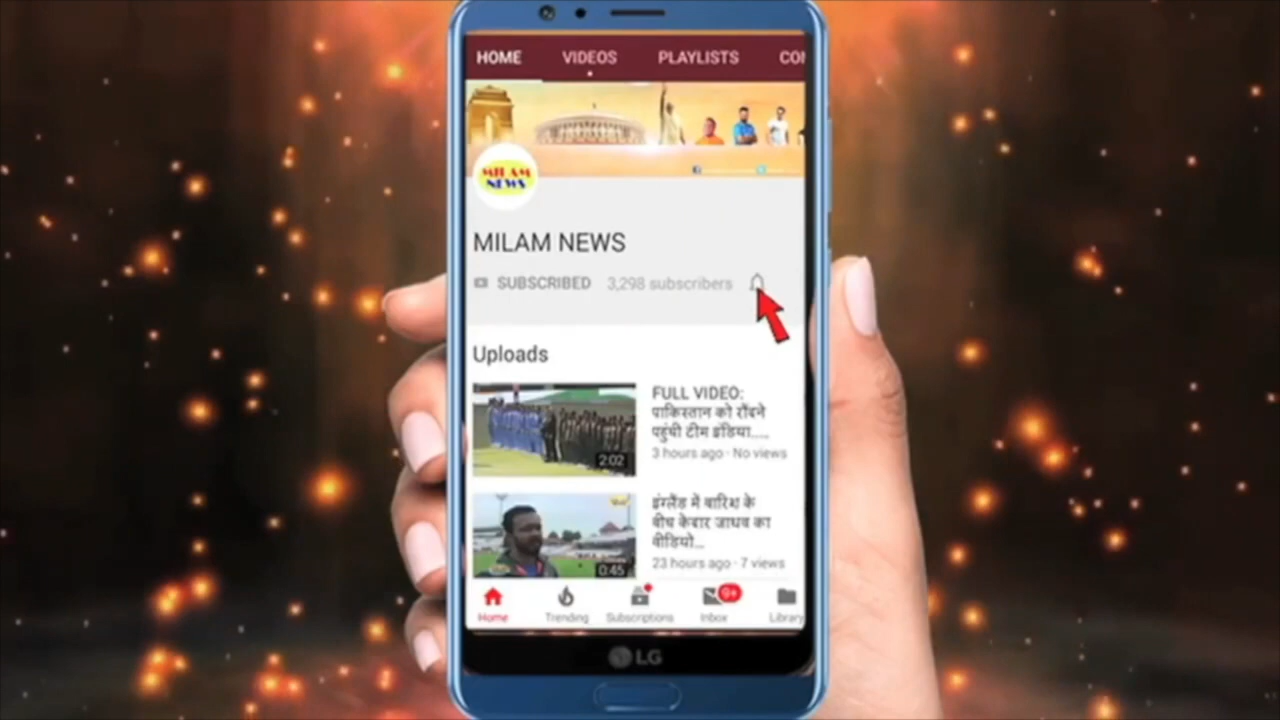 HOME VIDEOS PLAYLISTS CO
MILAM
NEWS
MILAM NEWS
SUBSCRIBED 3,298 subscribers
Uploads
FULL VIDEO:
पाकिस्तान को रौंदने
पहुंची टीम इंडिया.....
3 hours ago · No views
2:02
इंग्लैंड में बारिश के
बीच केदार जाधव का
वीडियो...
23 hours ago · 7 views
0:45
9+
Home Trending Subscriptions Inbox Library
LG